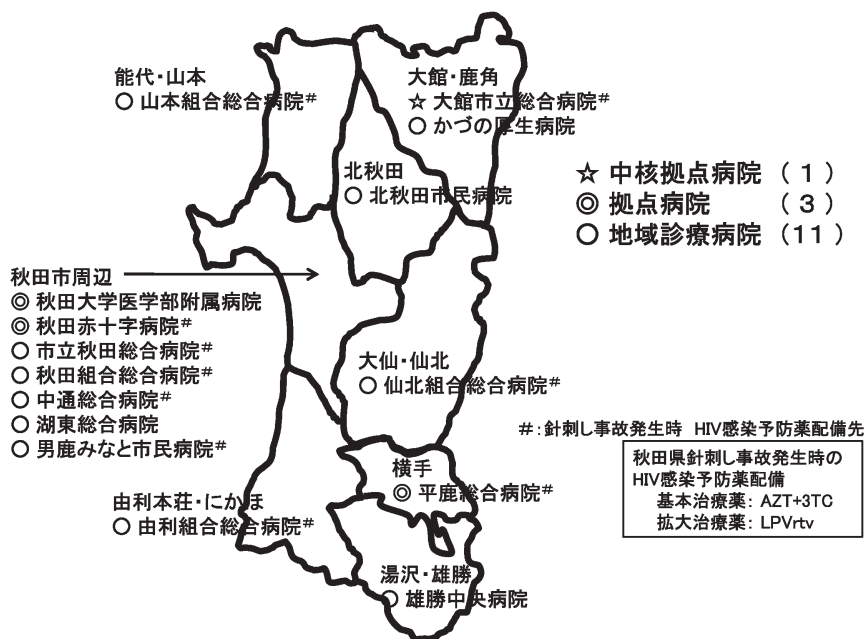 能代・山本
○ 山本組合総合病院#
大館・鹿角
☆ 大館市立総合病院#
○ かづの厚生病院
北秋田
○ 北秋田市民病院
☆ 中核拠点病院 （ 1 ）
◎ 拠点病院 （ 3 ）
○ 地域診療病院 （11 ）
秋田市周辺
◎ 秋田大学医学部附属病院
◎ 秋田赤十字病院#
○ 市立秋田総合病院#
○ 秋田組合総合病院#
○ 中通総合病院#
○ 湖東総合病院
○ 男鹿みなと市民病院#
大仙・仙北
○ 仙北組合総合病院#
#:針刺し事故発生時 HIV感染予防薬配備先
秋田県針刺し事故発生時の
HIV感染予防薬配備
基本治療薬: AZT+3TC
拡大治療薬: LPVrtv
横手
◎ 平鹿総合病院#
由利本荘・にかほ
○ 由利組合総合病院#
湯沢・雄勝
○ 雄勝中央病院